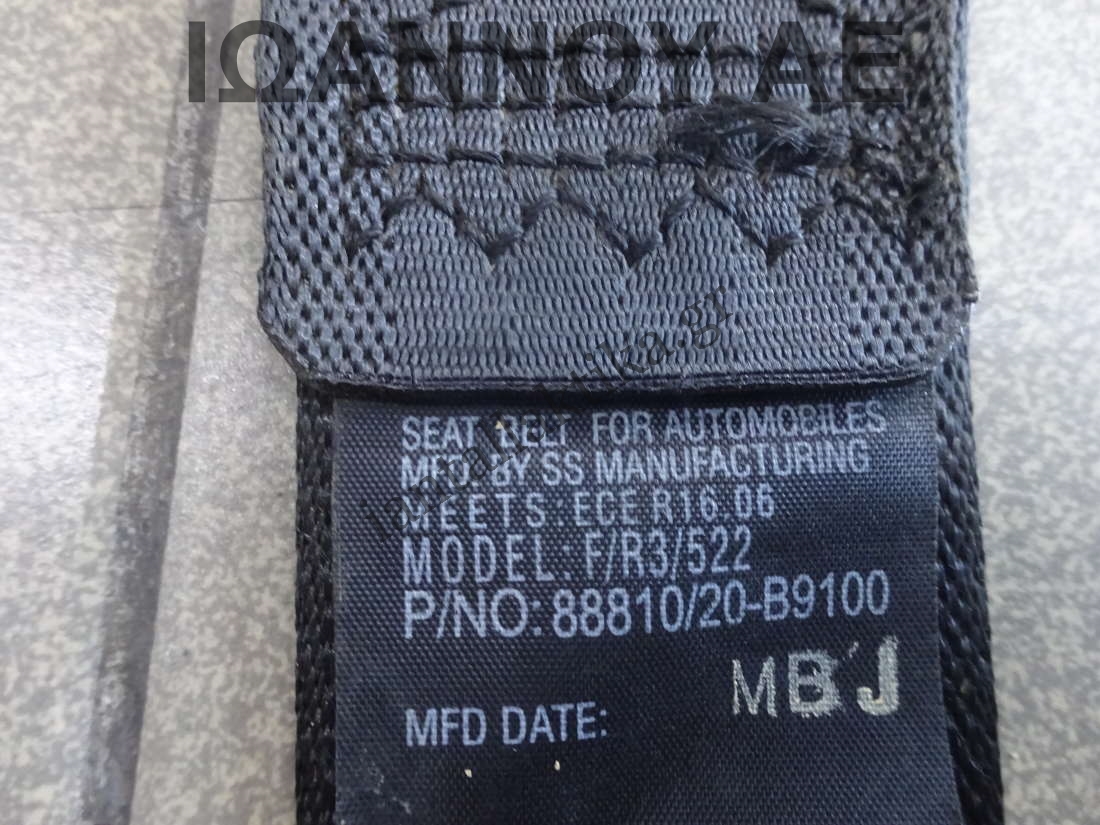 ΙΩΑΝΝΟΥ ΑΕ
SEAT BELT FOR AUTOMOBILES
MFD. BY SS MANUFACTURING
MEETS: ECE R16.06
MODEL: F/R3/522
P/NO: 88810/20-B9100
MBJ
MFD DATE: